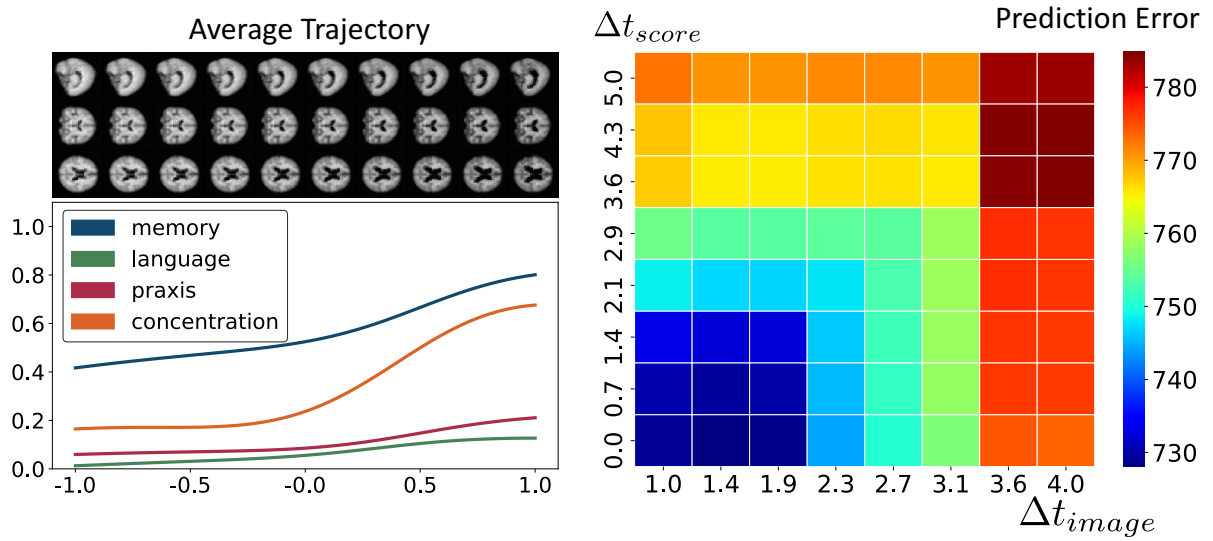 Average Trajectory
1.0
0.8
0.6
0.4
0.2
0.0
memory
language
praxis
concentration
-1.0 -0.5 -0.0 0.5 1.0
Δt_score
Prediction Error
5.0
4.3
3.6
2.9
2.1
1.4
0.7
0.0
1.0 1.4 1.9 2.3 2.7 3.1 3.6 4.0
Δt_image
780
770
760
750
740
730